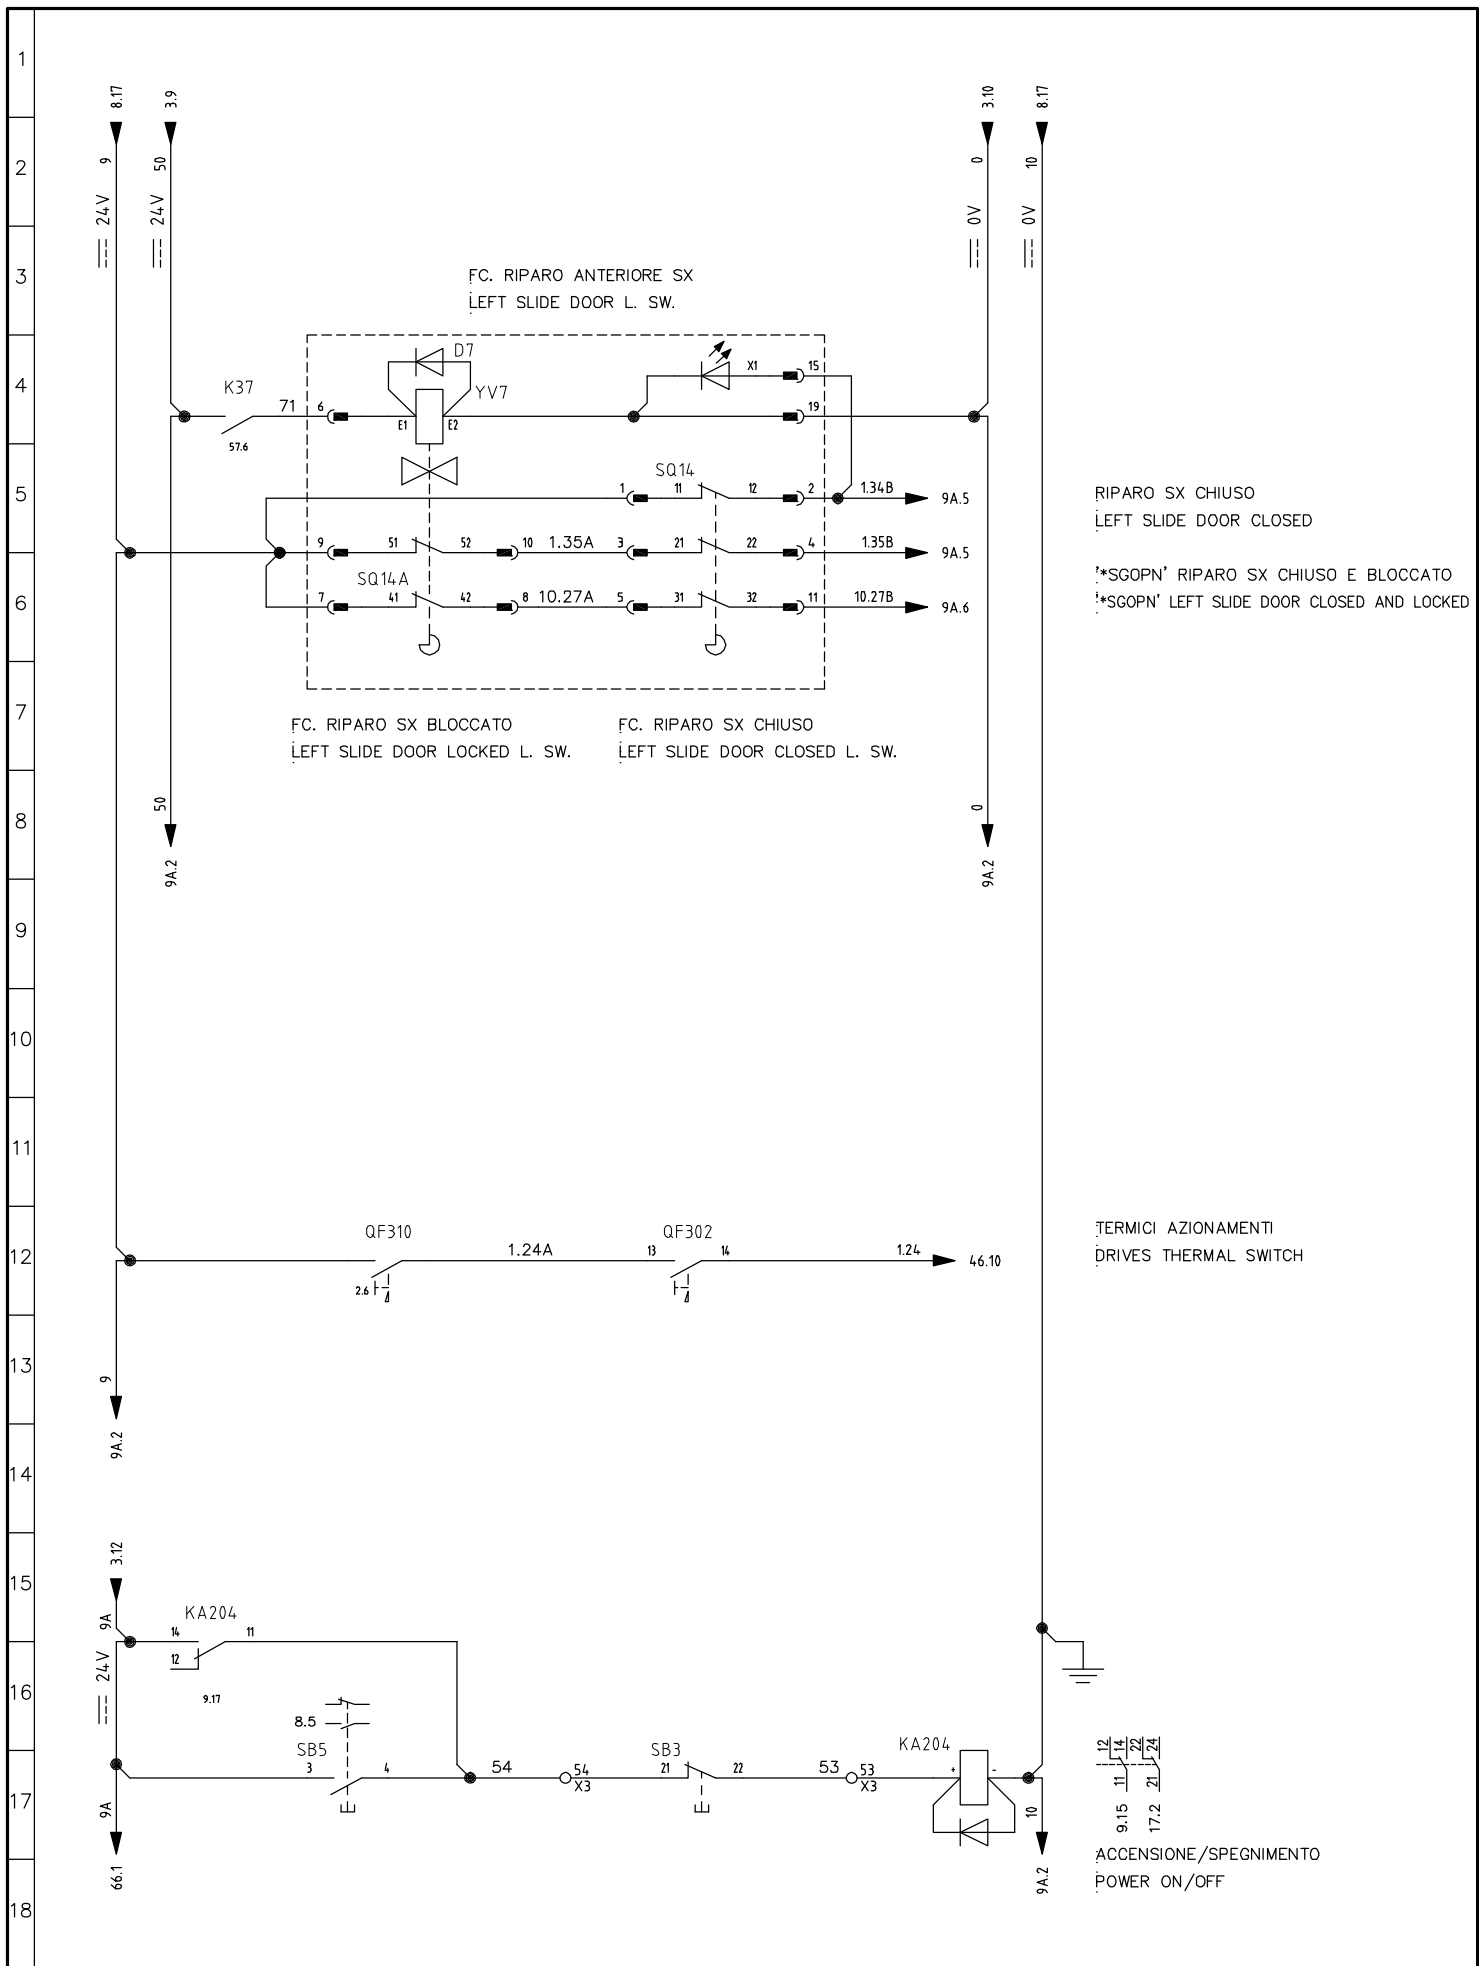 1
8.17 3.9 3.10 8.17
2
9 50 0 10
24V 24V 0V 0V
3
FC. RIPARO ANTERIORE SX
LEFT SLIDE DOOR L. SW.
D7
X1 15
4
K37 YV7
71 6 19
E1 E2
57.6
SQ14
5
1 11 12 2 1.34B 9A.5
RIPARO SX CHIUSO
LEFT SLIDE DOOR CLOSED
9 51 52 10 1.35A 3 21 22 4 1.35B 9A.5
SQ14A
'*SGOPN' RIPARO SX CHIUSO E BLOCCATO
6
7 41 42 8 10.27A 5 31 32 11 10.27B 9A.6
'*SGOPN' LEFT SLIDE DOOR CLOSED AND LOCKED
7
FC. RIPARO SX BLOCCATO FC. RIPARO SX CHIUSO
LEFT SLIDE DOOR LOCKED L. SW. LEFT SLIDE DOOR CLOSED L. SW.
8
50 0
9A.2 9A.2
9
10
11
QF310 QF302
TERMICI AZIONAMENTI
12
1.24A 13 14 1.24 46.10
DRIVES THERMAL SWITCH
2.6
13
9
9A.2
14
3.12
15
9A
KA204
14 11
12
24V
16
9.17
8.5
SB5 SB3 KA204
12 14 22 24
3 4 54 54 21 22 53 53 + -
X3 X3
11 21
17
9A 10
9.15 17.2
66.1 9A.2
ACCENSIONE/SPEGNIMENTO
POWER ON/OFF
18